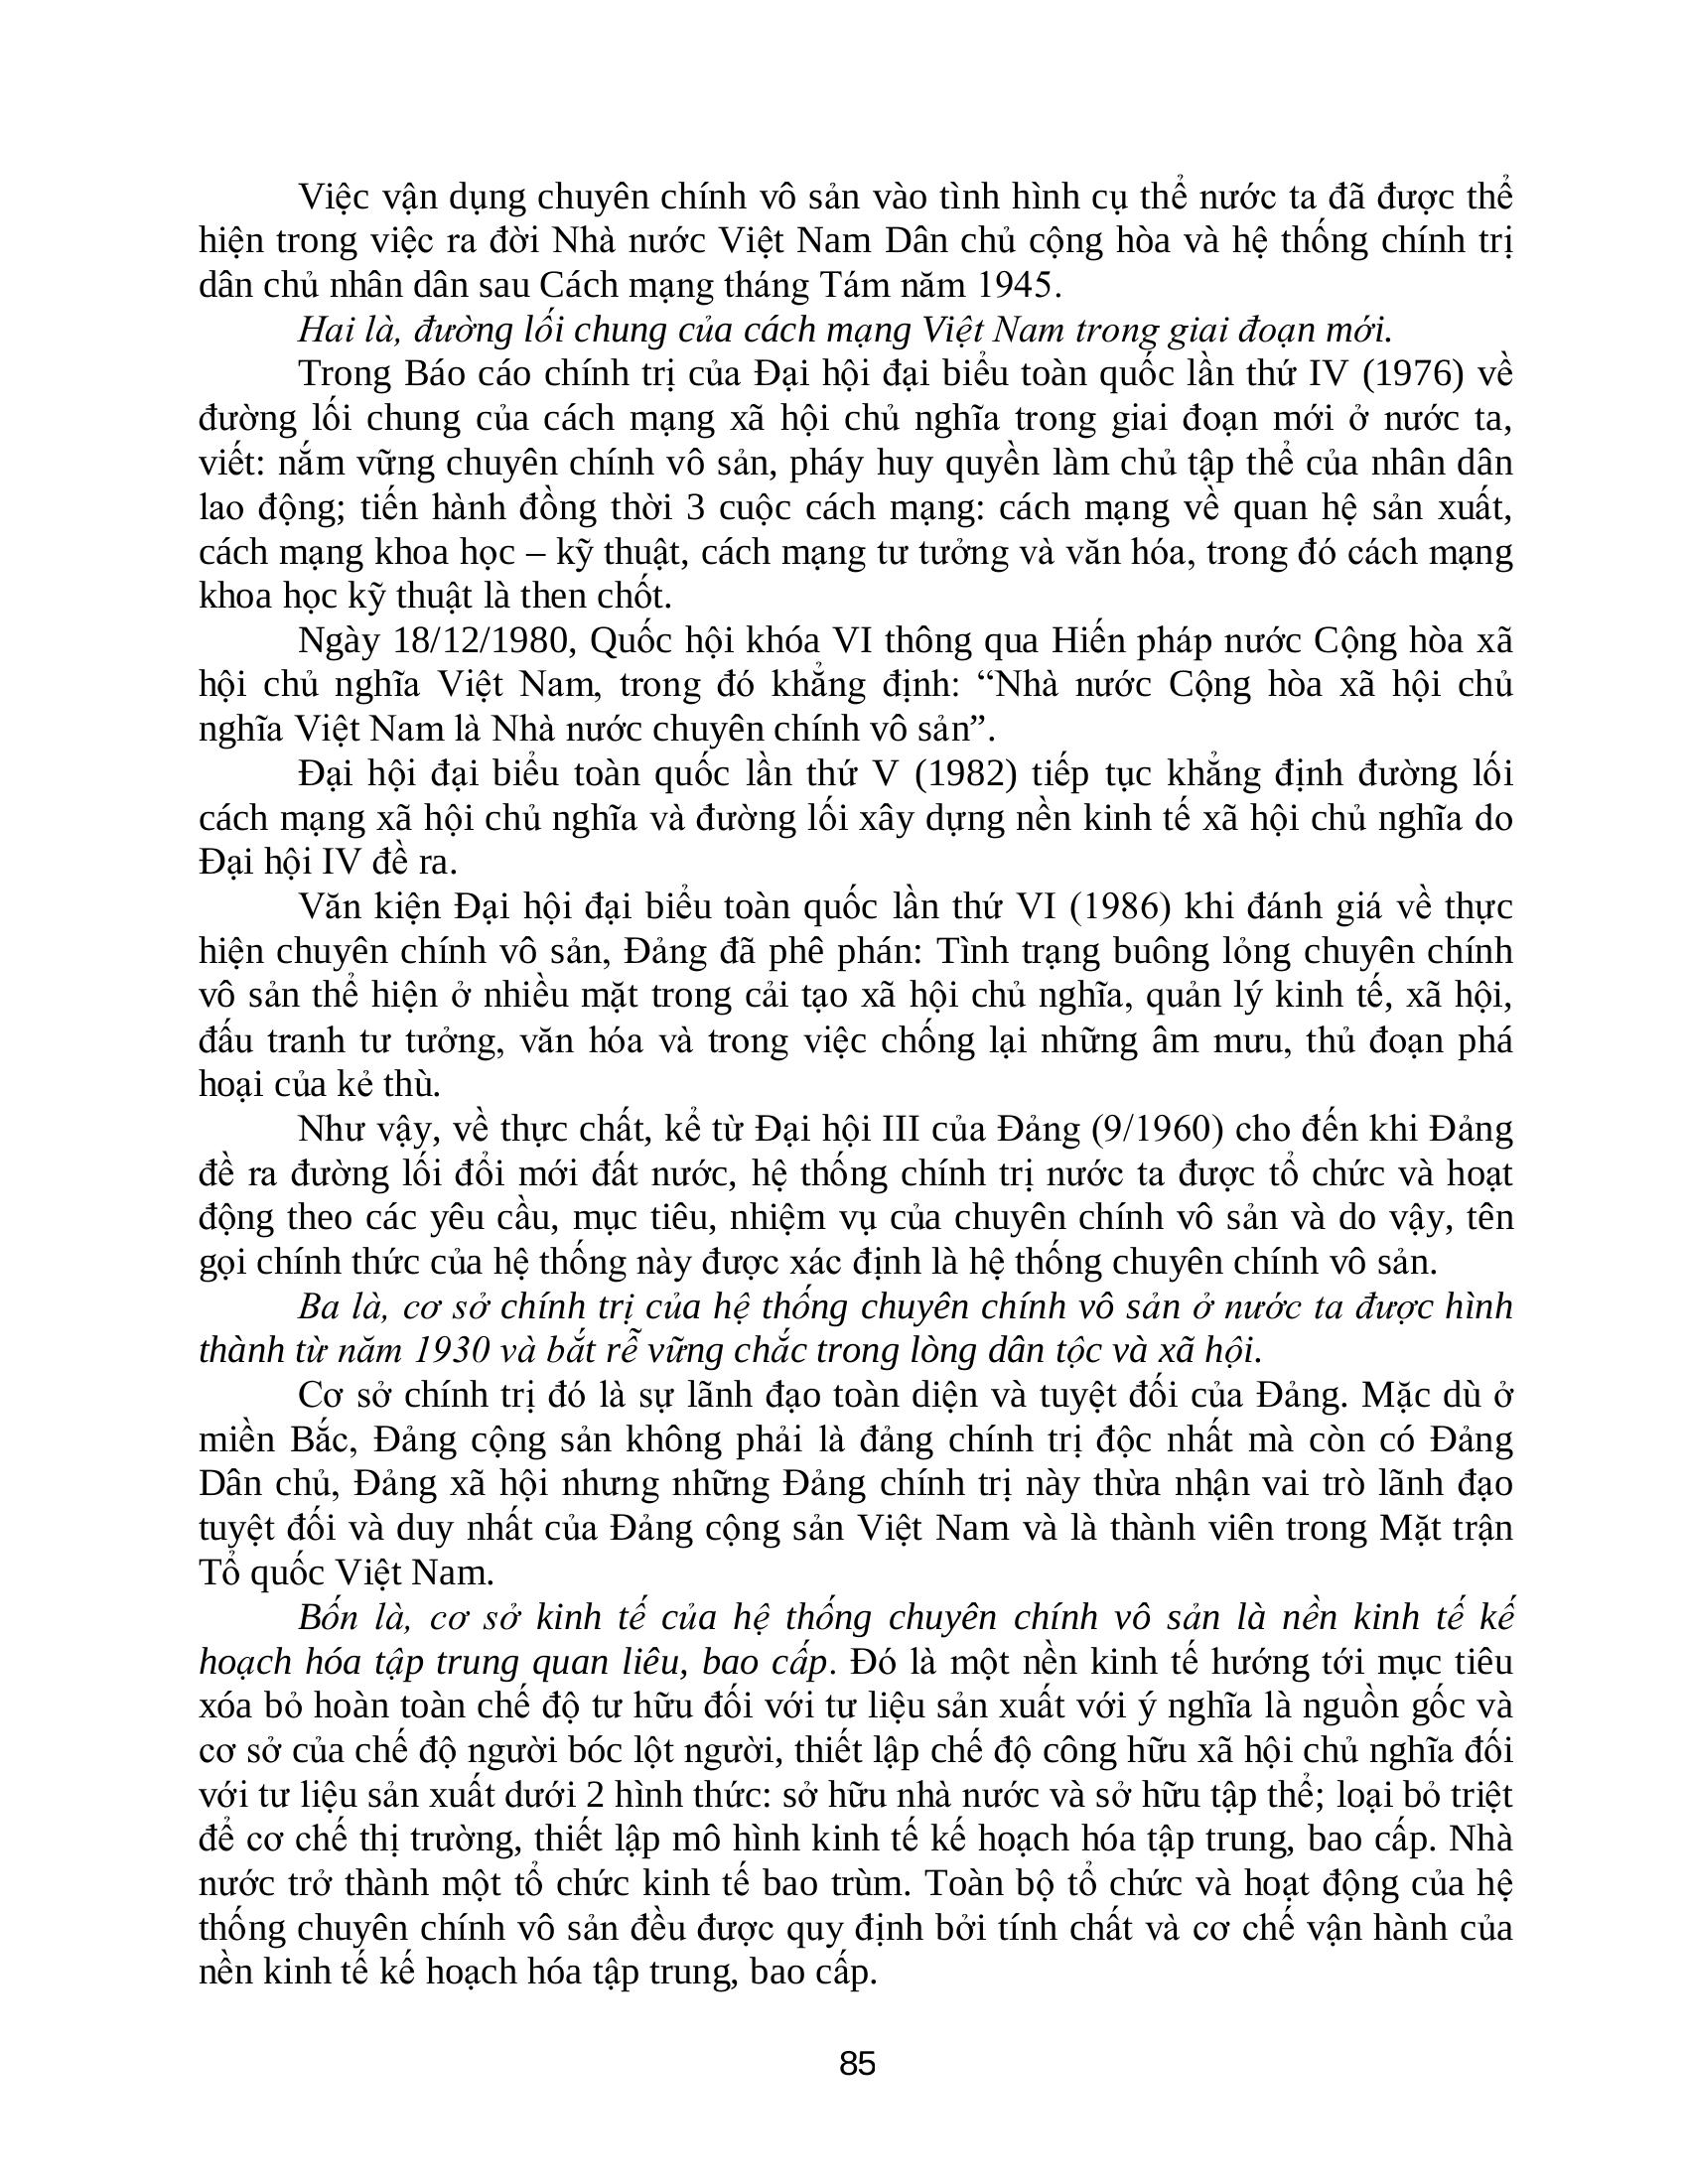 Việc vận dụng chuyên chính vô sản vào tình hình cụ thể nước ta đã được thể
hiện trong việc ra đời Nhà nước Việt Nam Dân chủ cộng hòa và hệ thống chính trị
dân chủ nhân dân sau Cách mạng tháng Tám năm 1945.
Hai là, đường lối chung của cách mạng Việt Nam trong giai đoạn mới.
Trong Báo cáo chính trị của Đại hội đại biểu toàn quốc lần thứ IV (1976) về
đường lối chung của cách mạng xã hội chủ nghĩa trong giai đoạn mới ở nước ta,
viết: nắm vững chuyên chính vô sản, pháy huy quyền làm chủ tập thể của nhân dân
lao động; tiến hành đồng thời 3 cuộc cách mạng: cách mạng về quan hệ sản xuất,
cách mạng khoa học – kỹ thuật, cách mạng tư tưởng và văn hóa, trong đó cách mạng
khoa học kỹ thuật là then chốt.
Ngày 18/12/1980, Quốc hội khóa VI thông qua Hiến pháp nước Cộng hòa xã
hội chủ nghĩa Việt Nam, trong đó khẳng định: “Nhà nước Cộng hòa xã hội chủ
nghĩa Việt Nam là Nhà nước chuyên chính vô sản”.
Đại hội đại biểu toàn quốc lần thứ V (1982) tiếp tục khẳng định đường lối
cách mạng xã hội chủ nghĩa và đường lối xây dựng nền kinh tế xã hội chủ nghĩa do
Đại hội IV đề ra.
Văn kiện Đại hội đại biểu toàn quốc lần thứ VI (1986) khi đánh giá về thực
hiện chuyên chính vô sản, Đảng đã phê phán: Tình trạng buông lỏng chuyên chính
vô sản thể hiện ở nhiều mặt trong cải tạo xã hội chủ nghĩa, quản lý kinh tế, xã hội,
đấu tranh tư tưởng, văn hóa và trong việc chống lại những âm mưu, thủ đoạn phá
hoại của kẻ thù.
Như vậy, về thực chất, kể từ Đại hội III của Đảng (9/1960) cho đến khi Đảng
đề ra đường lối đổi mới đất nước, hệ thống chính trị nước ta được tổ chức và hoạt
động theo các yêu cầu, mục tiêu, nhiệm vụ của chuyên chính vô sản và do vậy, tên
gọi chính thức của hệ thống này được xác định là hệ thống chuyên chính vô sản.
Ba là, cơ sở chính trị của hệ thống chuyên chính vô sản ở nước ta được hình
thành từ năm 1930 và bắt rễ vững chắc trong lòng dân tộc và xã hội.
Cơ sở chính trị đó là sự lãnh đạo toàn diện và tuyệt đối của Đảng. Mặc dù ở
miền Bắc, Đảng cộng sản không phải là đảng chính trị độc nhất mà còn có Đảng
Dân chủ, Đảng xã hội nhưng những Đảng chính trị này thừa nhận vai trò lãnh đạo
tuyệt đối và duy nhất của Đảng cộng sản Việt Nam và là thành viên trong Mặt trận
Tổ quốc Việt Nam.
Bốn là, cơ sở kinh tế của hệ thống chuyên chính vô sản là nền kinh tế kế
hoạch hóa tập trung quan liêu, bao cấp. Đó là một nền kinh tế hướng tới mục tiêu
xóa bỏ hoàn toàn chế độ tư hữu đối với tư liệu sản xuất với ý nghĩa là nguồn gốc và
cơ sở của chế độ người bóc lột người, thiết lập chế độ công hữu xã hội chủ nghĩa đối
với tư liệu sản xuất dưới 2 hình thức: sở hữu nhà nước và sở hữu tập thể; loại bỏ triệt
để cơ chế thị trường, thiết lập mô hình kinh tế kế hoạch hóa tập trung, bao cấp. Nhà
nước trở thành một tổ chức kinh tế bao trùm. Toàn bộ tổ chức và hoạt động của hệ
thống chuyên chính vô sản đều được quy định bởi tính chất và cơ chế vận hành của
nền kinh tế kế hoạch hóa tập trung, bao cấp.
85